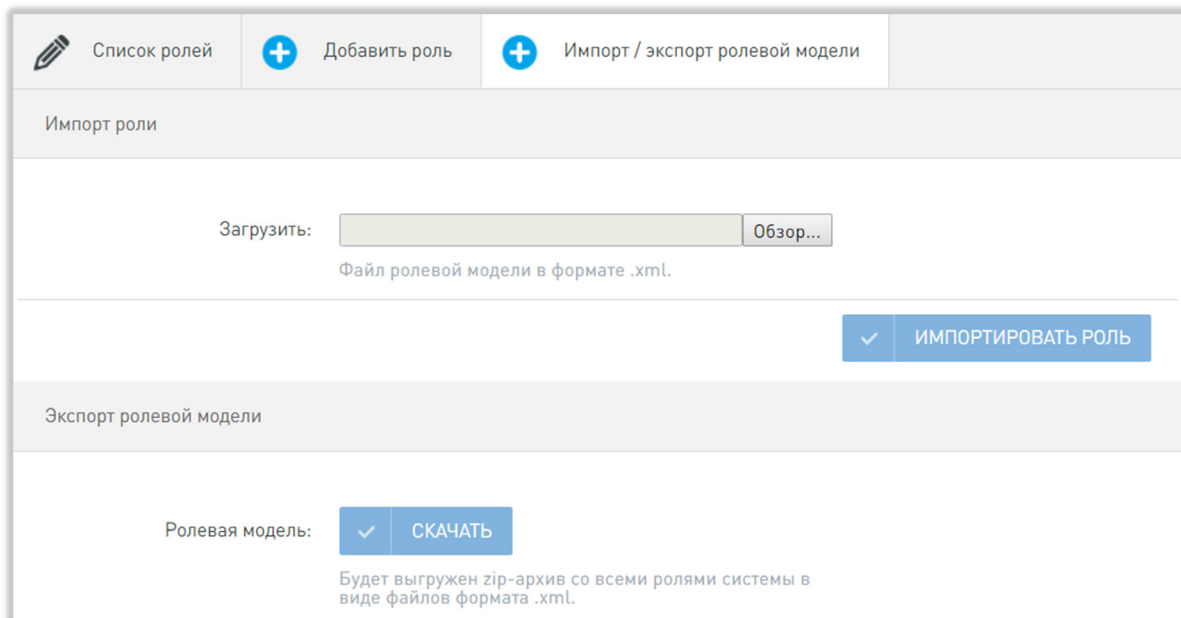 Список ролей
Добавить роль
Импорт / экспорт ролевой модели
Импорт роли
Загрузить:
Обзор...
Файл ролевой модели в формате .xml.
ИМПОРТИРОВАТЬ РОЛЬ
Экспорт ролевой модели
Ролевая модель:
СКАЧАТЬ
Будет выгружен zip-архив со всеми ролями системы в
виде файлов формата .xml.